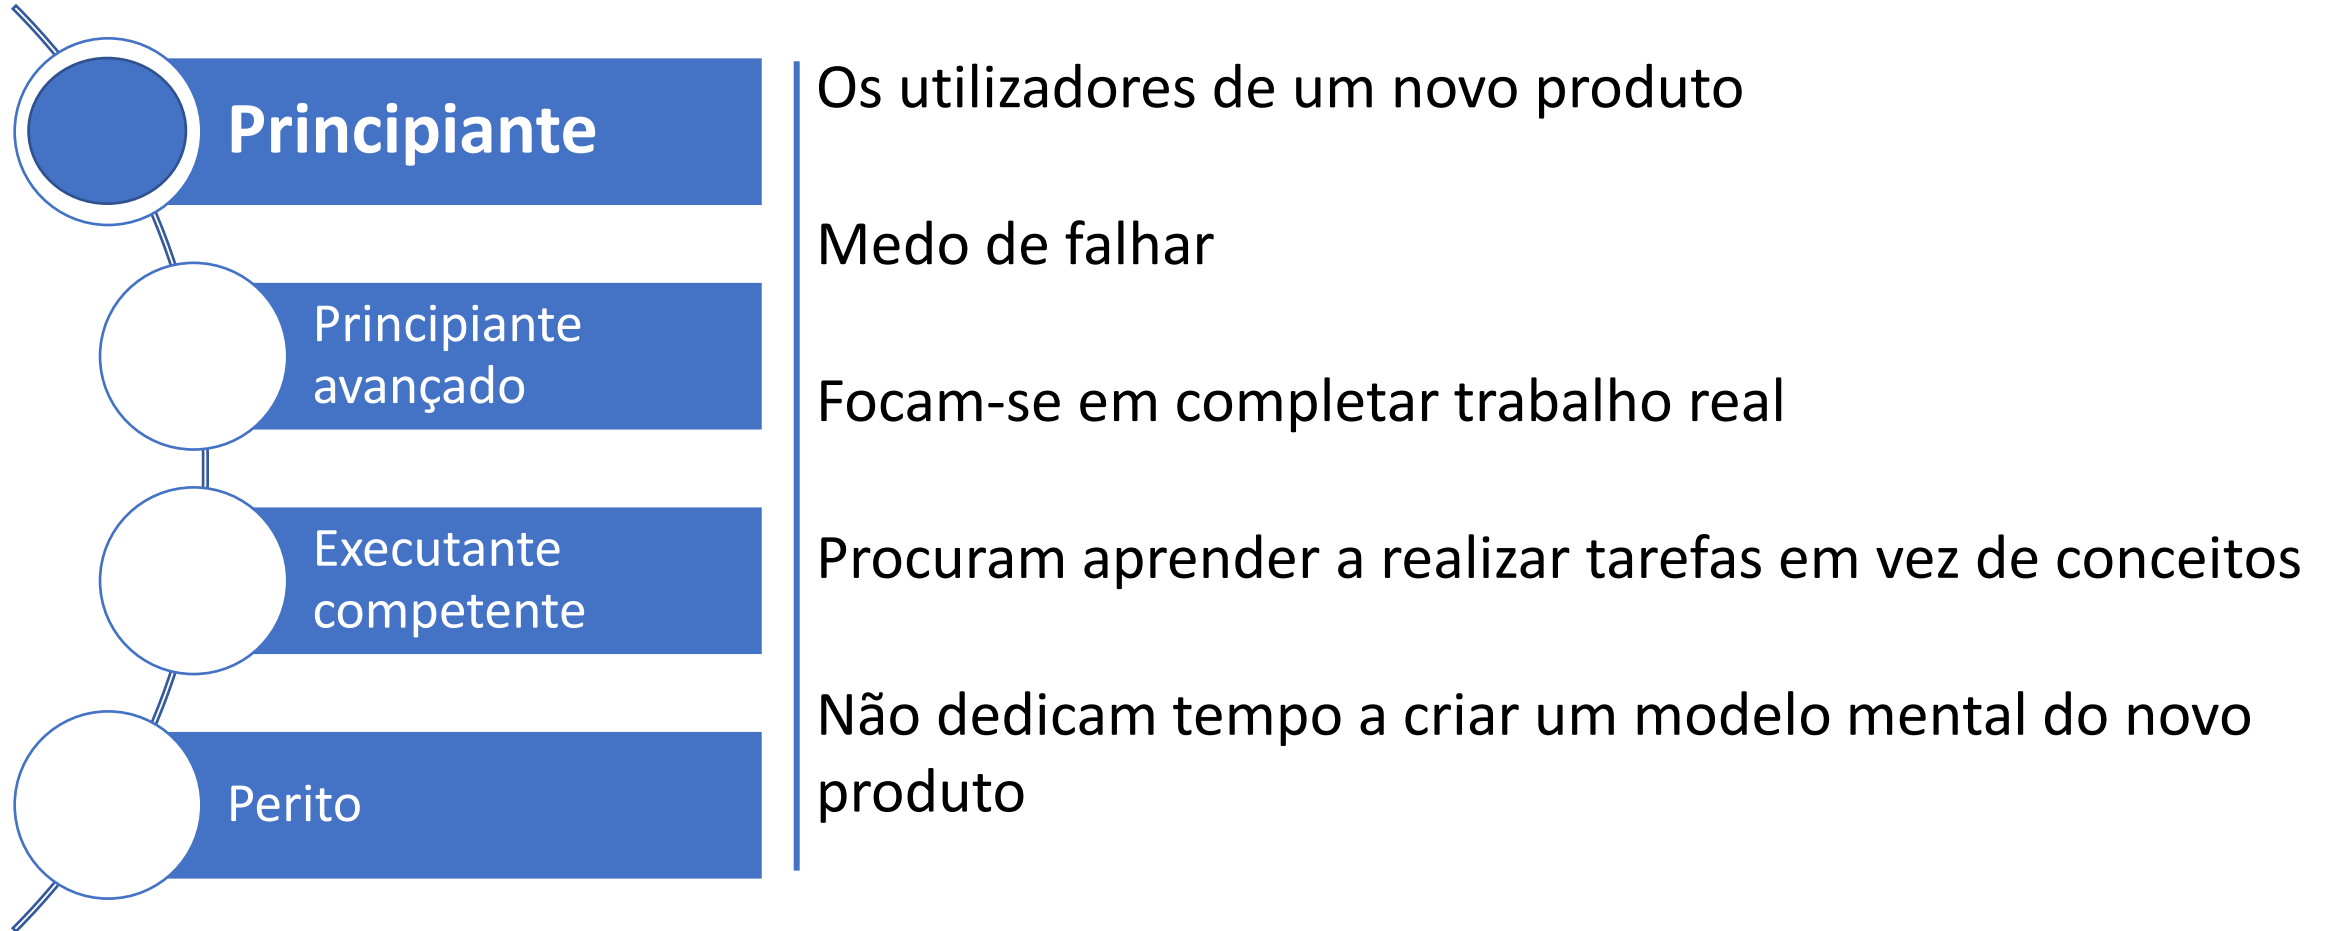 Principiante
Principiante
avançado
Executante
competente
Perito
Os utilizadores de um novo produto
Medo de falhar
Focam-se em completar trabalho real
Procuram aprender a realizar tarefas em vez de conceitos
Não dedicam tempo a criar um modelo mental do novo
produto